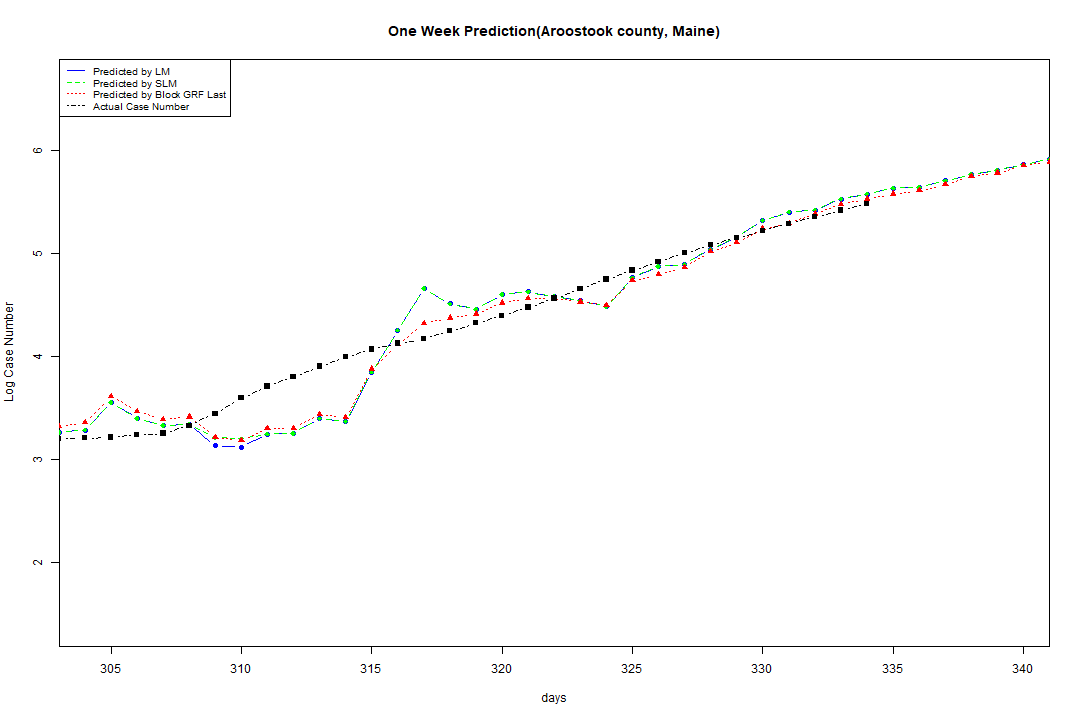 One Week Prediction(Aroostook county, Maine)
Predicted by LM
Predicted by SLM
Predicted by Block GRF Last
Actual Case Number
Log Case Number
6
5
4
3
2
305 310 315 320 325 330 335 340
days